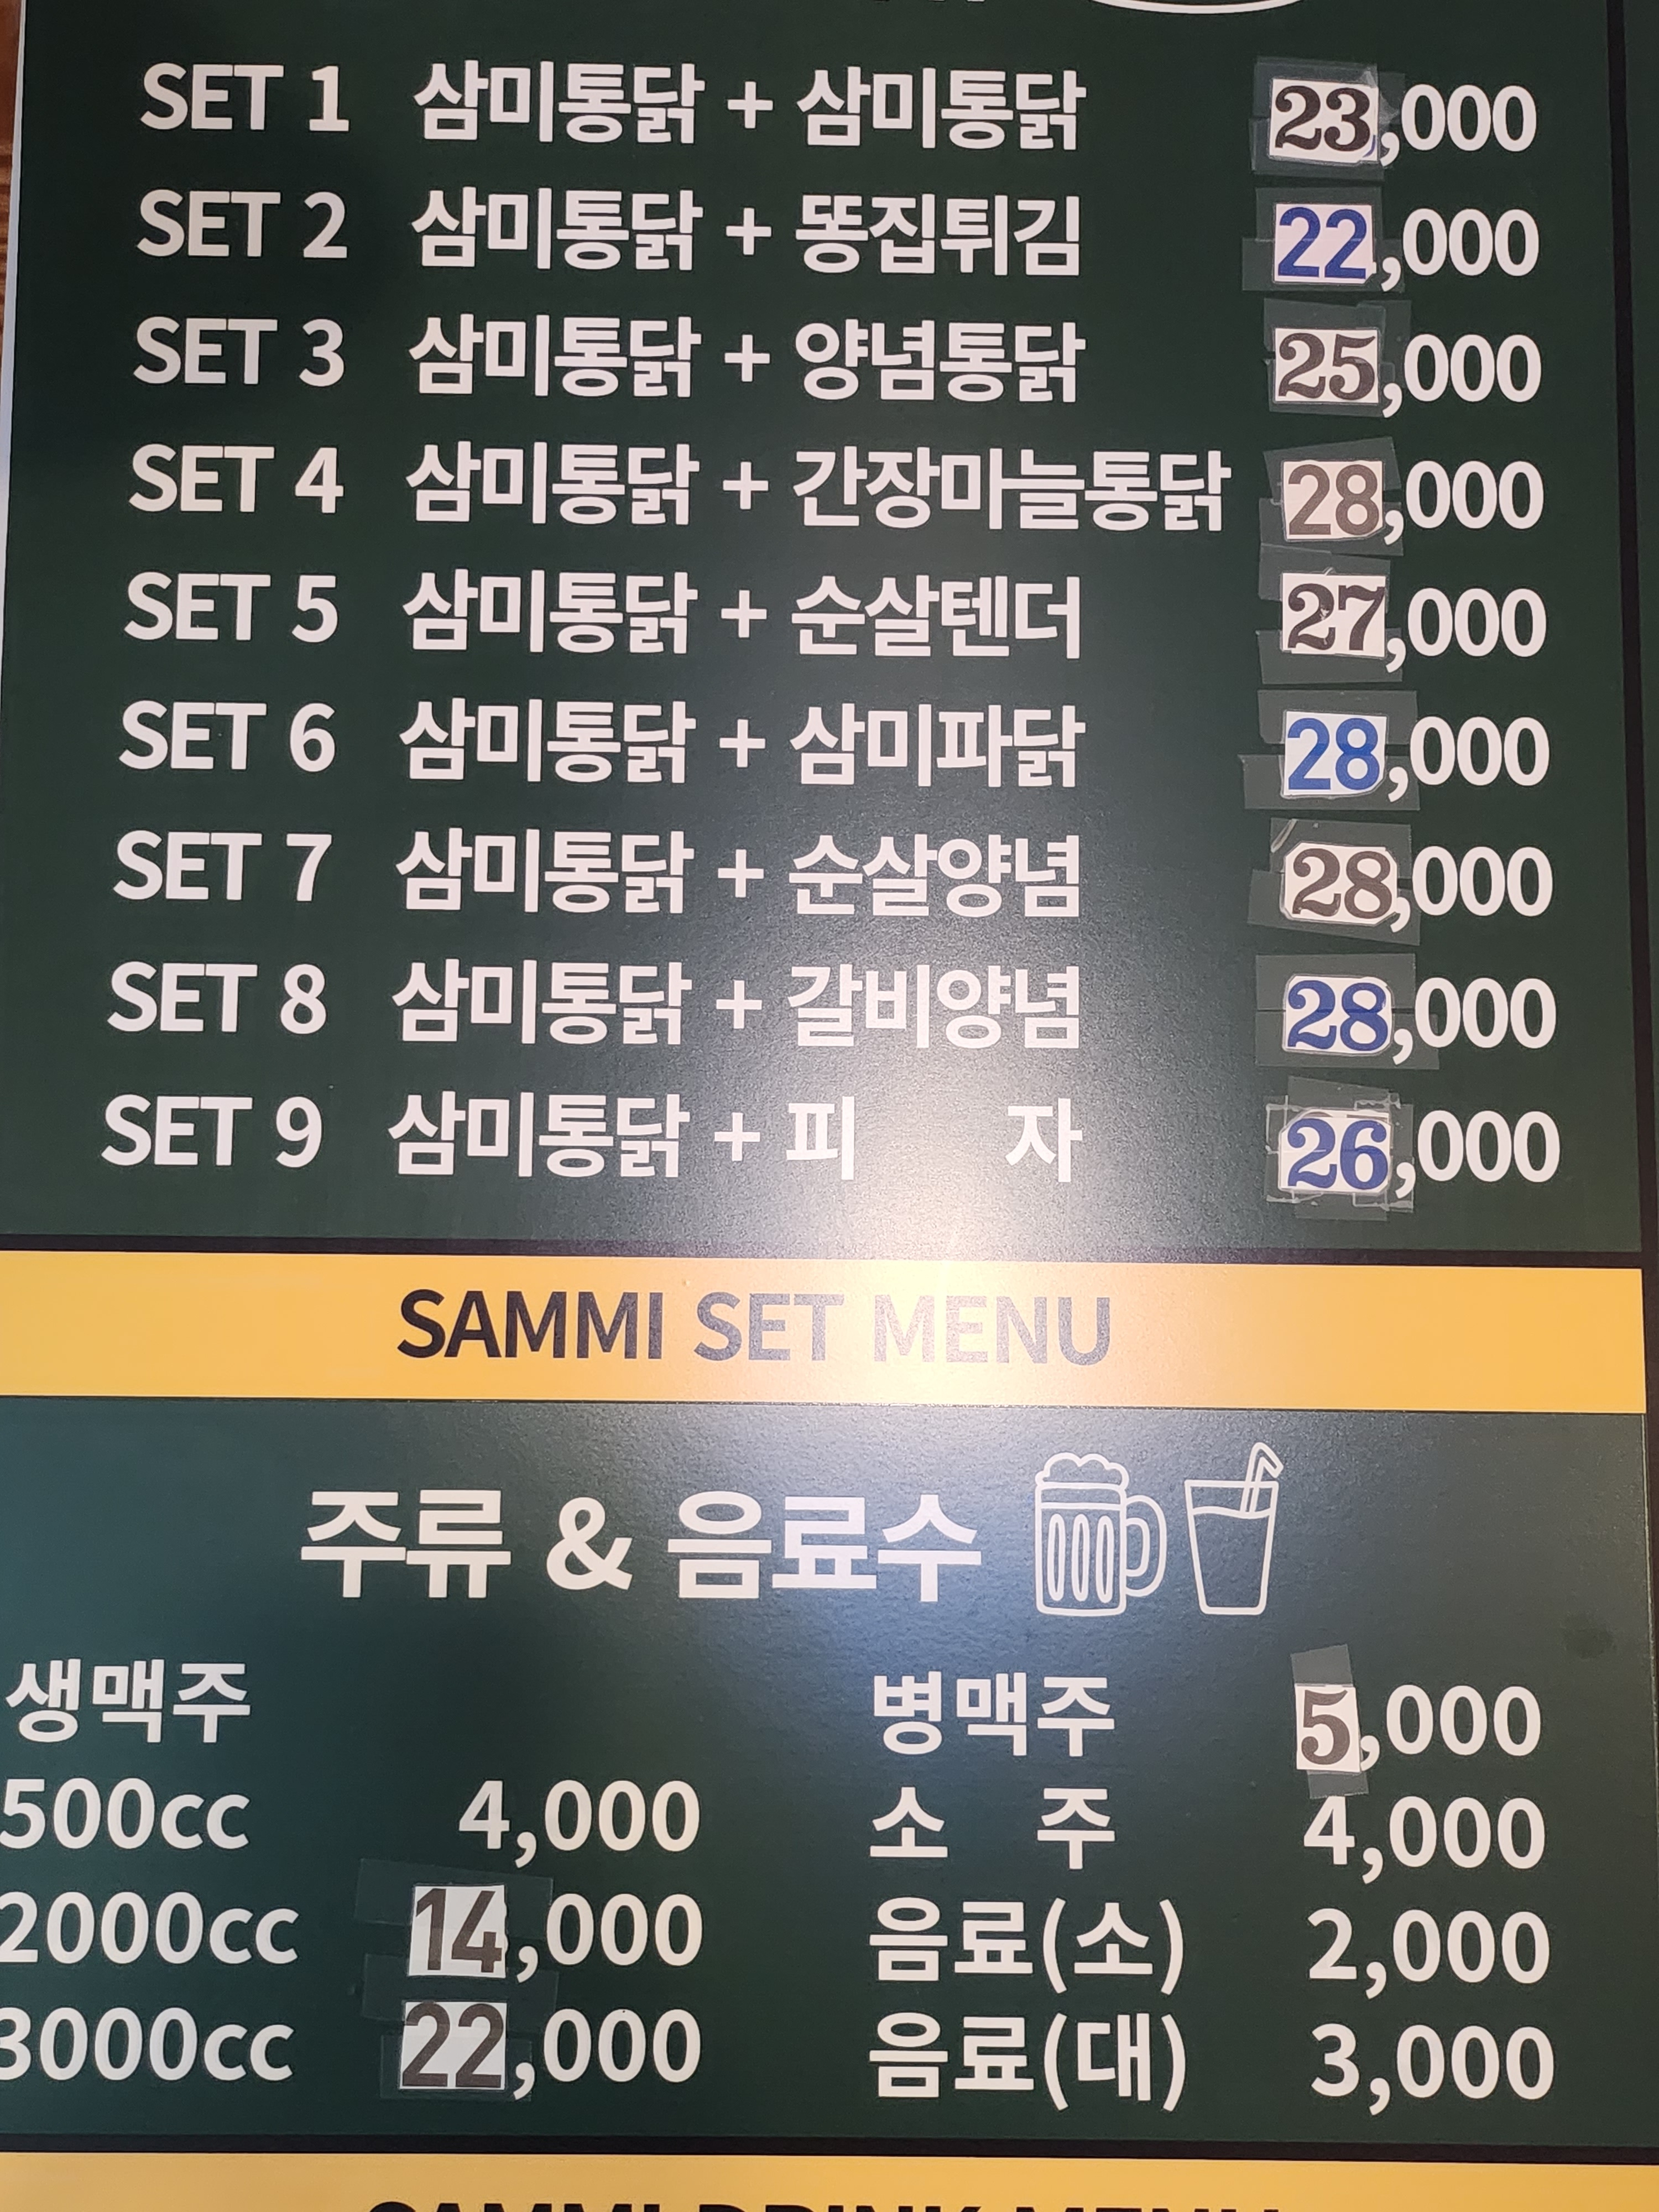 SET 1 삼미통닭 + 삼미통닭 23,000
SET 2 삼미통닭 + 똥집튀김 22,000
SET 3 삼미통닭 + 양념통닭 25,000
SET 4 삼미통닭 + 간장마늘통닭 28,000
SET 5 삼미통닭 + 순살텐더 27,000
SET 6 삼미통닭 + 삼미파닭 28,000
SET 7 삼미통닭 + 순살양념 28,000
SET 8 삼미통닭 + 갈비양념 28,000
SET 9 삼미통닭 + 피 자 26,000
SAMMI SET MENU
주류 & 음료수
생맥주
500cc 4,000
2000cc 14,000
3000cc 22,000
병맥주 5,000
소 주 4,000
음료(소) 2,000
음료(대) 3,000
SAMMI DRINK MENU